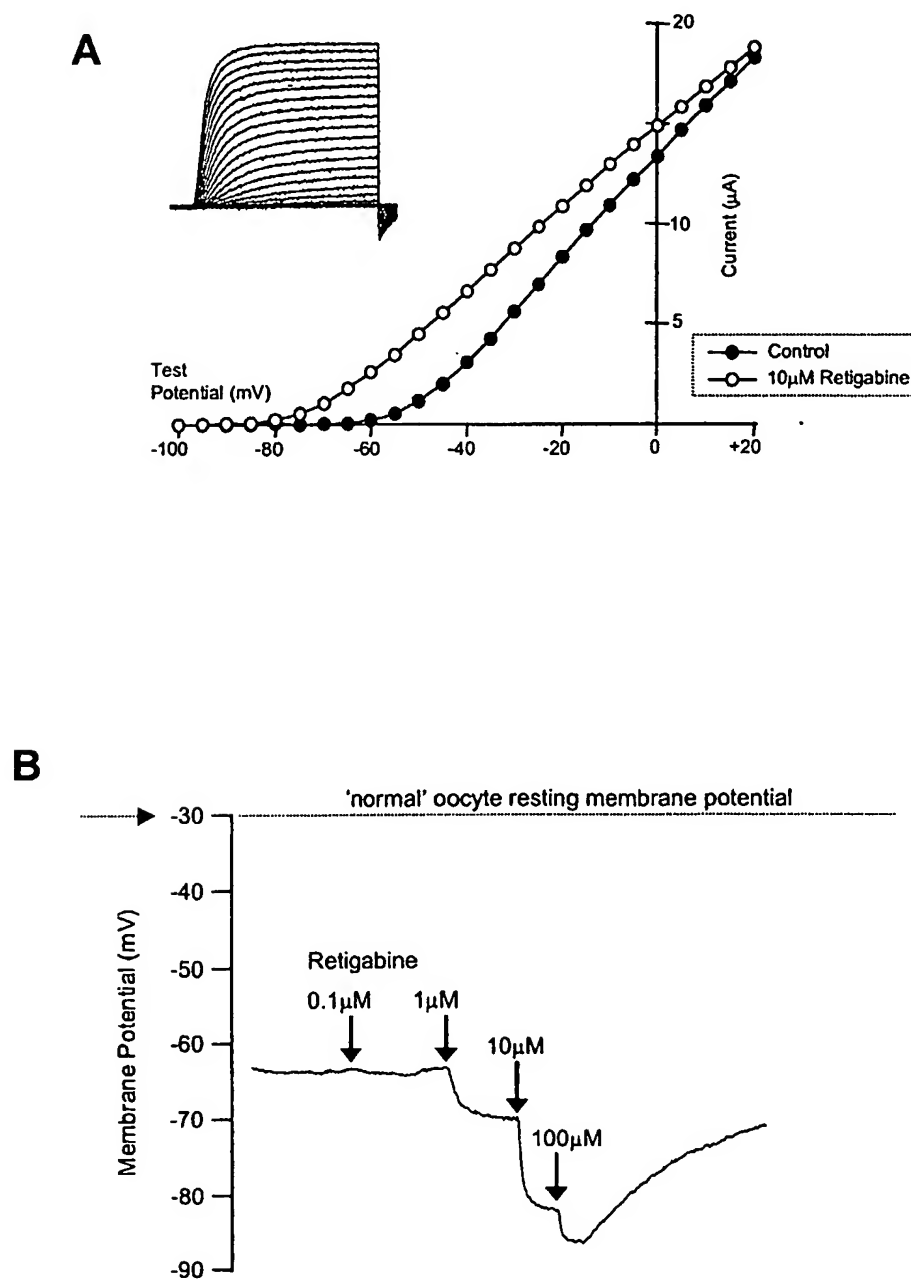 A
20
10
5
Current (μA)
Control
10μM Retigabine
Test
Potential (mV)
-100
-80
-60
-40
-20
0
+20
B
'normal' oocyte resting membrane potential
-30
-40
-50
-60
-70
-80
-90
Membrane Potential (mV)
Retigabine
0.1μM
1μM
10μM
100μM